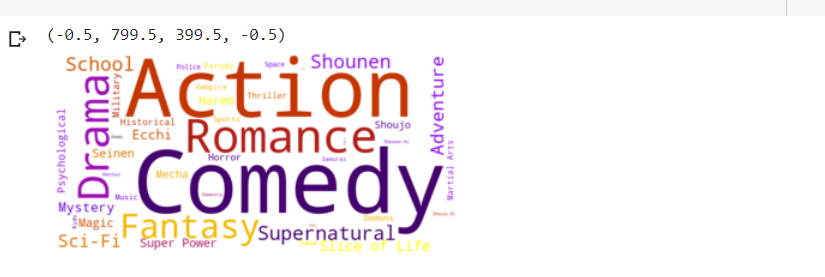 (-0.5, 799.5, 399.5, -0.5)
School
Action
Police
Parody
Space
Shounen
Adventure
Military
Vampire
Harem
Thriller
Drama
Psychological
Historical
Sports
Ecchi
Romance
Shoujo
Shounen Ai
Seinen
Horror
Samurai
Martial Arts
Mecha
Comedy
Music
Mystery
Kids
Magic
Fantasy
Demons
Shoujo Ai
Sci-Fi
Super Power
Supernatural
Slice of Life